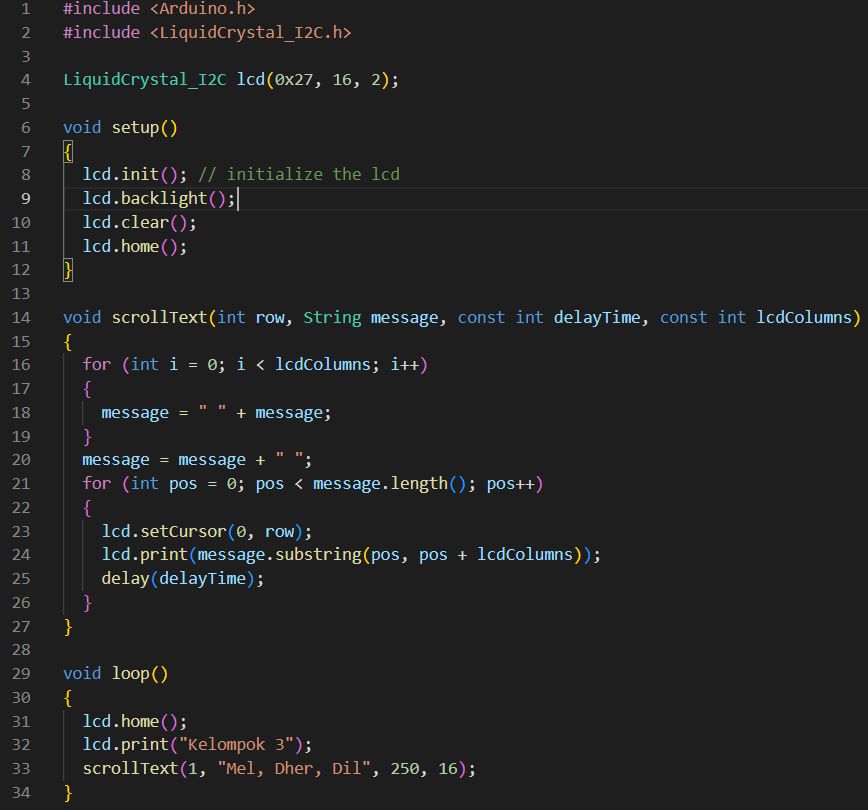 1 #include <Arduino.h>
2 #include <LiquidCrystal_I2C.h>
3
4 LiquidCrystal_I2C lcd(0x27, 16, 2);
5
6 void setup()
7 {
8   lcd.init(); // initialize the lcd
9   lcd.backlight();
10   lcd.clear();
11   lcd.home();
12 }
13
14 void scrollText(int row, String message, const int delayTime, const int lcdColumns)
15 {
16   for (int i = 0; i < lcdColumns; i++)
17   {
18     message = " " + message;
19   }
20   message = message + " ";
21   for (int pos = 0; pos < message.length(); pos++)
22   {
23     lcd.setCursor(0, row);
24     lcd.print(message.substring(pos, pos + lcdColumns));
25     delay(delayTime);
26   }
27 }
28
29 void loop()
30 {
31   lcd.home();
32   lcd.print("Kelompok 3");
33   scrollText(1, "Mel, Dher, Dil", 250, 16);
34 }